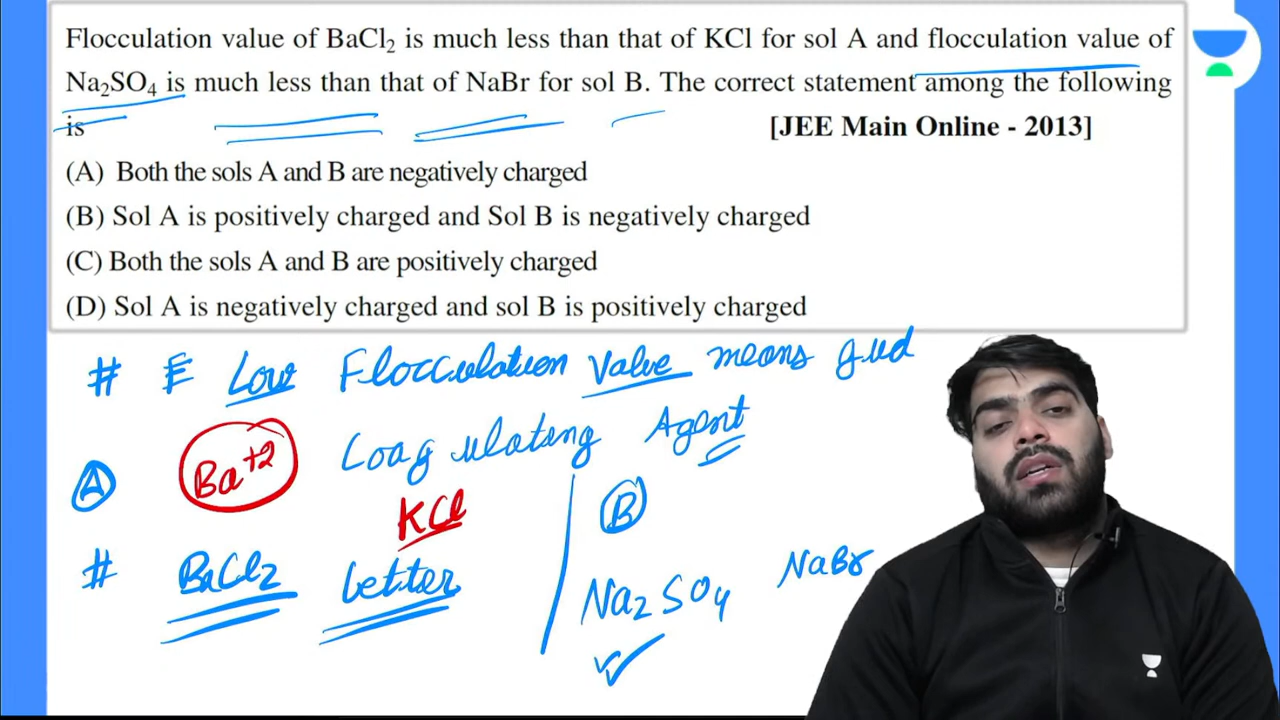 Flocculation value of BaCl₂ is much less than that of KCl for sol A and flocculation value of
Na₂SO₄ is much less than that of NaBr for sol B. The correct statement among the following
is [JEE Main Online - 2013]
(A) Both the sols A and B are negatively charged
(B) Sol A is positively charged and Sol B is negatively charged
(C) Both the sols A and B are positively charged
(D) Sol A is negatively charged and sol B is positively charged
# Low Flocculation Value means
Coagulating Agent
A Ba⁺² KCl
B
# BaCl₂ better
Na₂SO₄ NaBr